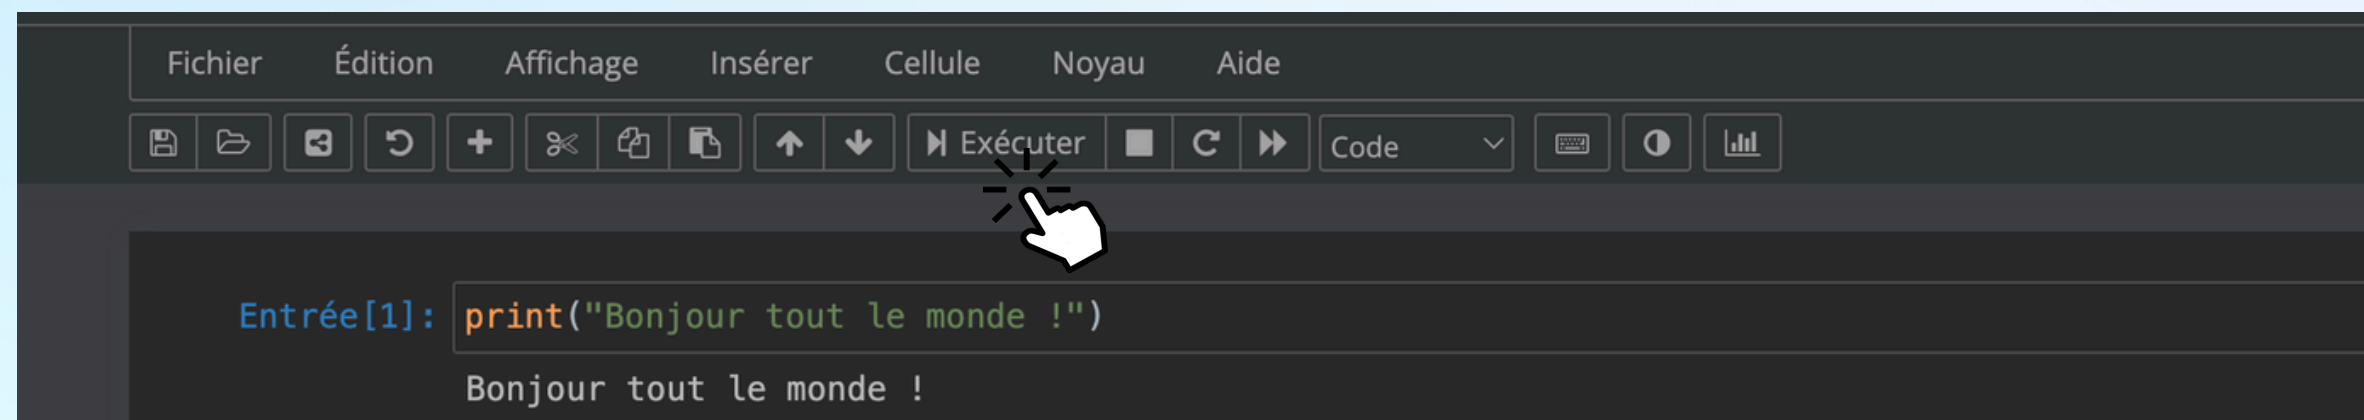 Fichier Édition Affichage Insérer Cellule Noyau Aide
Exécuter Code
Entrée[1]: print("Bonjour tout le monde !")
Bonjour tout le monde !